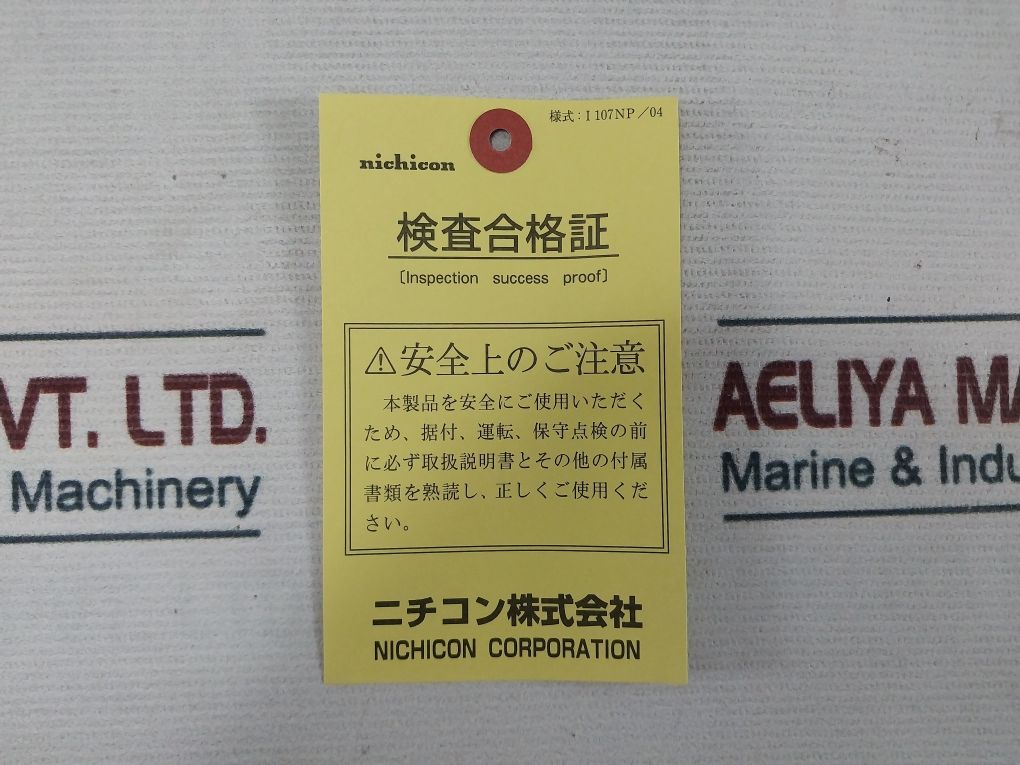 様式:I 107NP/04
nichicon
検査合格証
〔Inspection success proof〕
⚠安全上のご注意
本製品を安全にご使用いただく
ため、据付、運転、保守点検の前
に必ず取扱説明書とその他の付属
書類を熟読し、正しくご使用くだ
さい。
ニチコン株式会社
NICHICON CORPORATION
VT. LTD.
Machinery
AELIYA MA
Marine & Indu